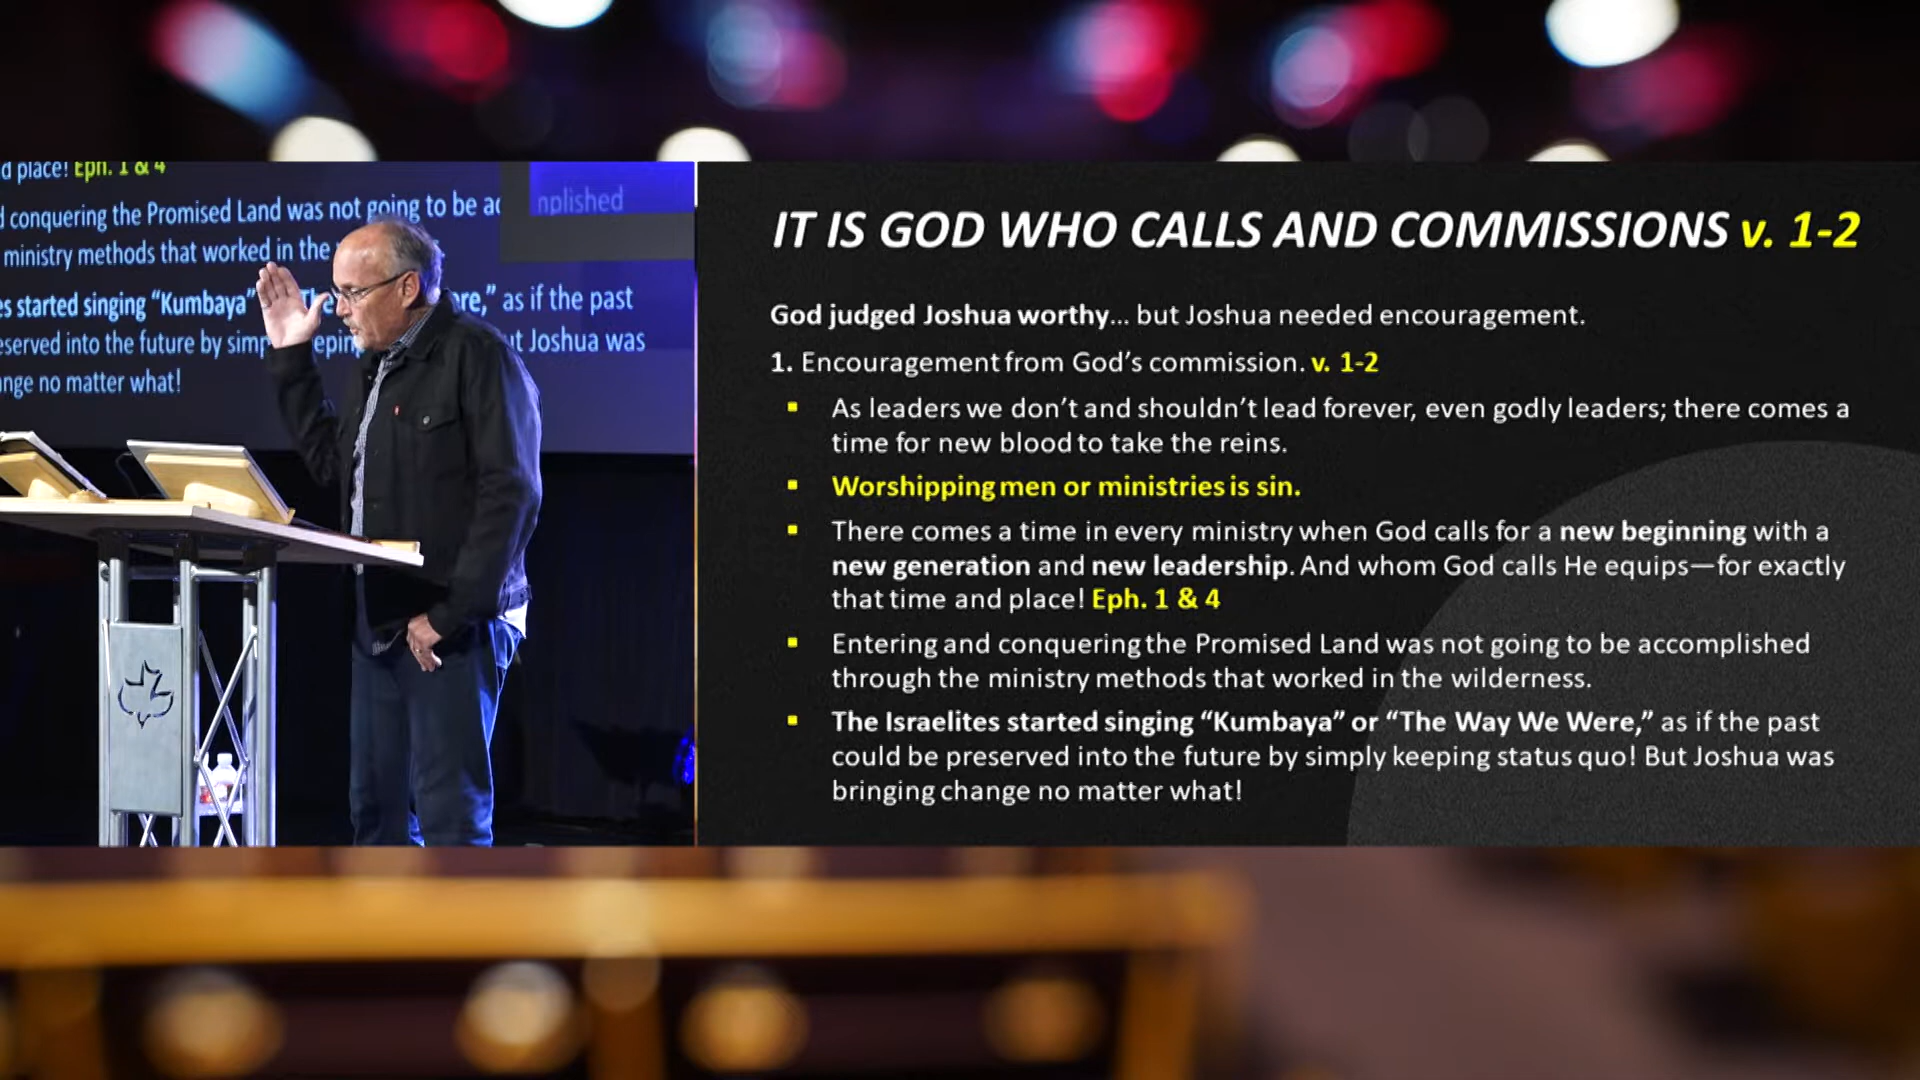 d place! Eph. 1 & 4
d conquering the Promised Land was not going to be ac
mplished
ministry methods that worked in the
es started singing “Kumbaya”
ere,” as if the past
eserved into the future by simp
eping
ut Joshua was
ange no matter what!
IT IS GOD WHO CALLS AND COMMISSIONS v. 1-2
God judged Joshua worthy… but Joshua needed encouragement.
1. Encouragement from God’s commission. v. 1-2
▪ As leaders we don’t and shouldn’t lead forever, even godly leaders; there comes a
time for new blood to take the reins.
▪ Worshipping men or ministries is sin.
▪ There comes a time in every ministry when God calls for a new beginning with a
new generation and new leadership. And whom God calls He equips—for exactly
that time and place! Eph. 1 & 4
▪ Entering and conquering the Promised Land was not going to be accomplished
through the ministry methods that worked in the wilderness.
▪ The Israelites started singing “Kumbaya” or “The Way We Were,” as if the past
could be preserved into the future by simply keeping status quo! But Joshua was
bringing change no matter what!